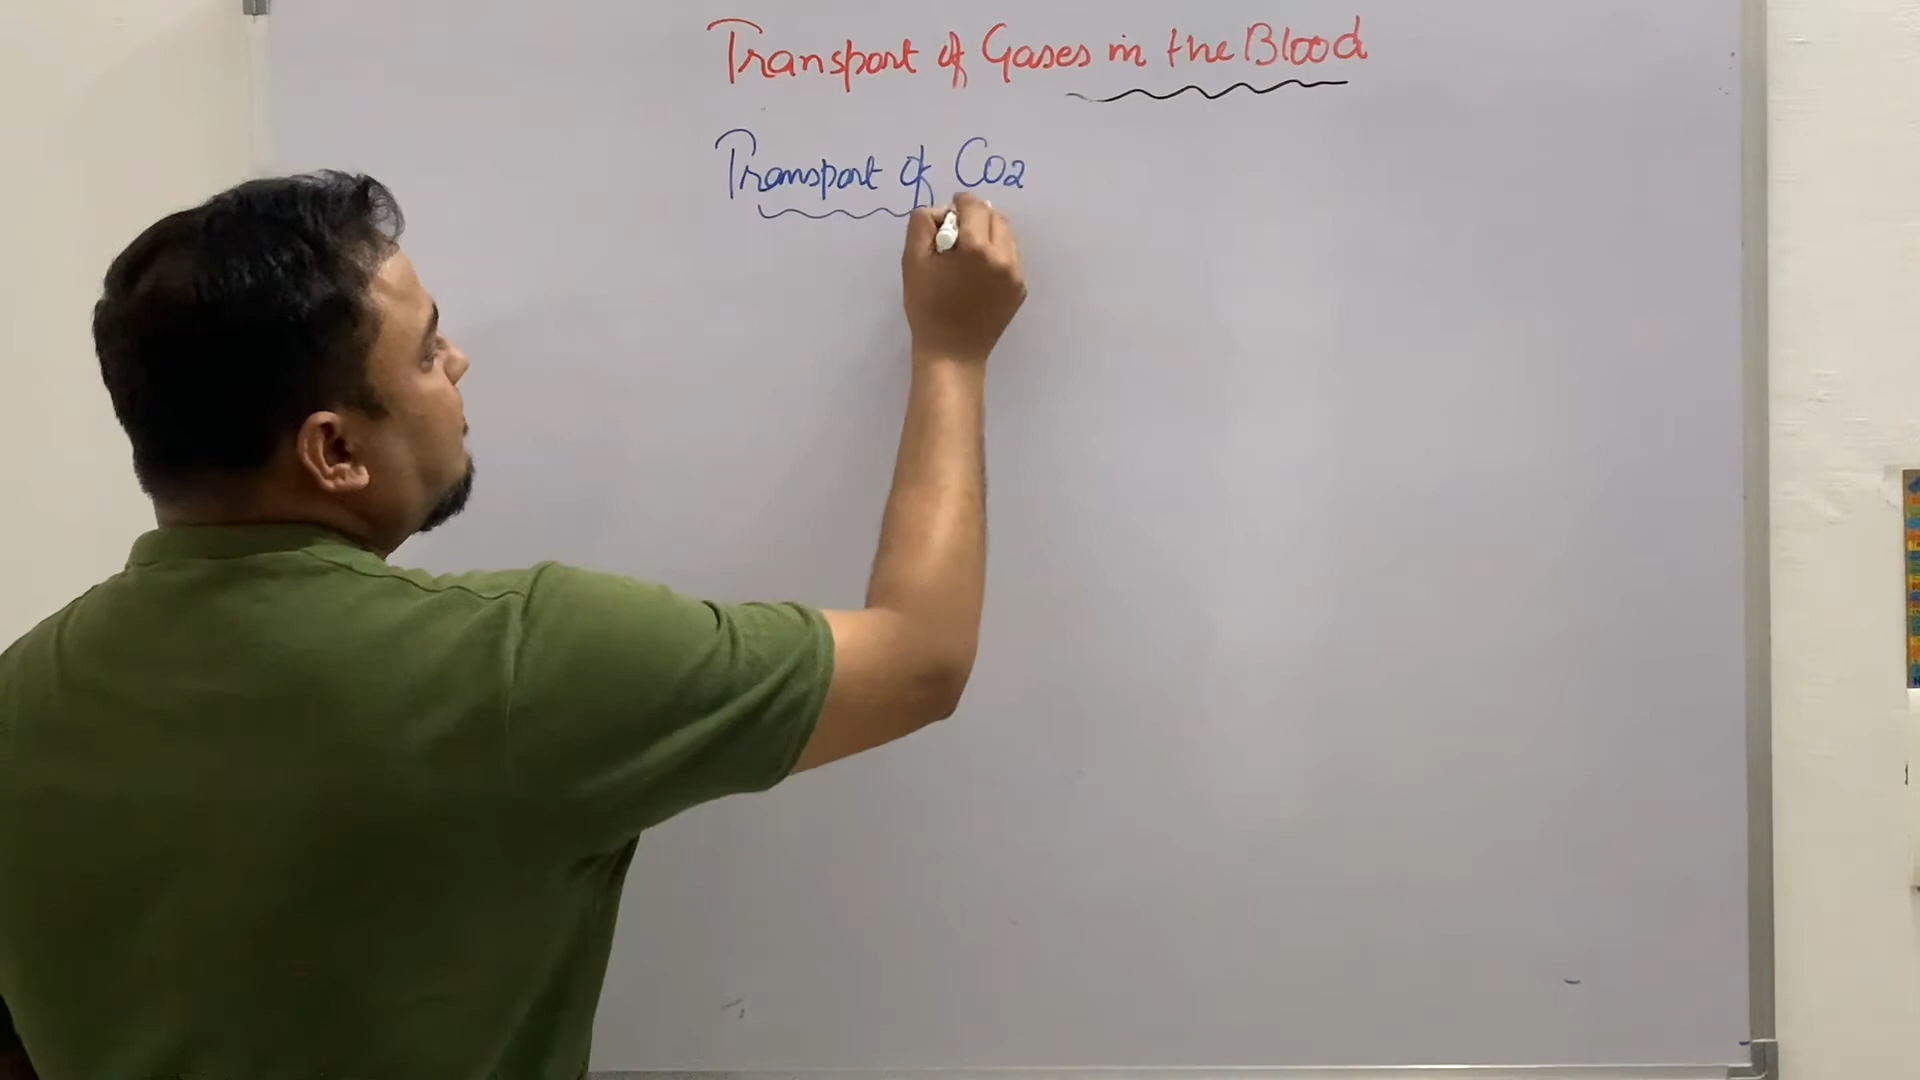 Transport of Gases in the Blood
Transport of CO2